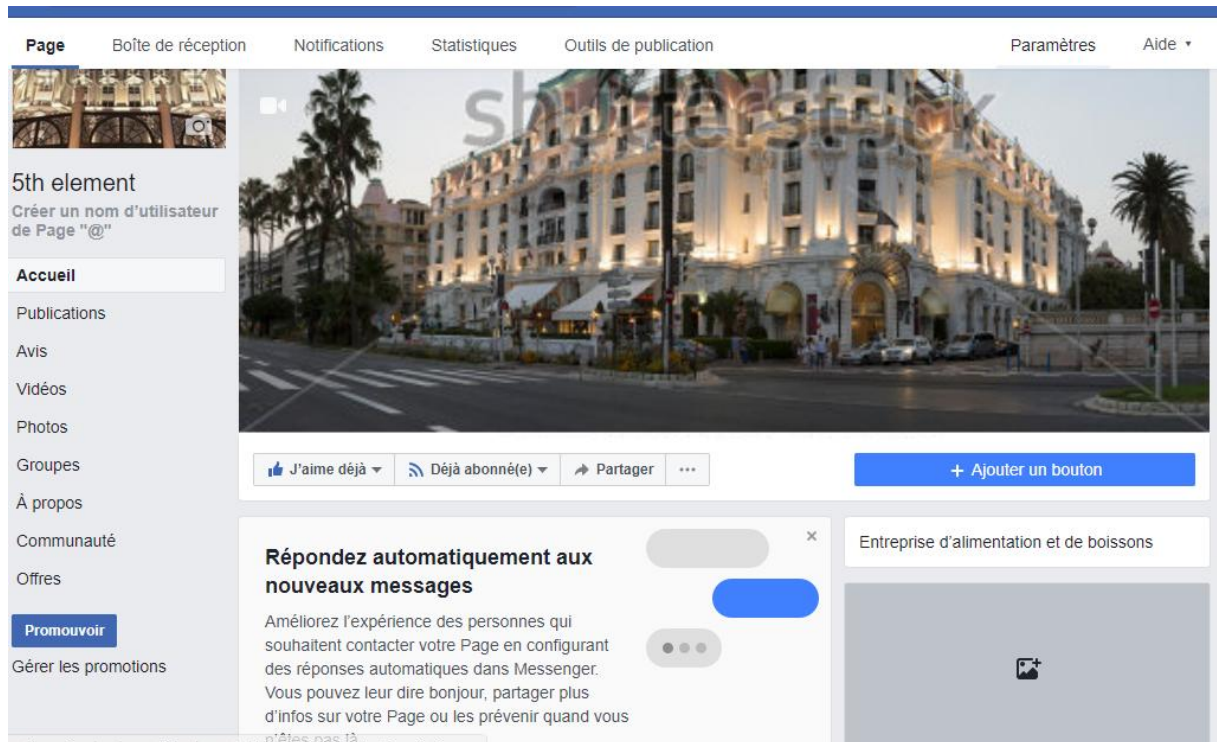 Page Boîte de réception Notifications Statistiques Outils de publication Paramètres Aide
shutterstock
5th element
Créer un nom d'utilisateur
de Page "@"
Accueil
Publications
Avis
Vidéos
Photos
Groupes
À propos
Communauté
Offres
Promouvoir
Gérer les promotions
J'aime déjà Déjà abonné(e) Partager ... + Ajouter un bouton
Répondez automatiquement aux
nouveaux messages
Améliorez l'expérience des personnes qui
souhaitent contacter votre Page en configurant
des réponses automatiques dans Messenger.
Vous pouvez leur dire bonjour, partager plus
d'infos sur votre Page ou les prévenir quand vous
n'êtes pas là
Entreprise d'alimentation et de boissons